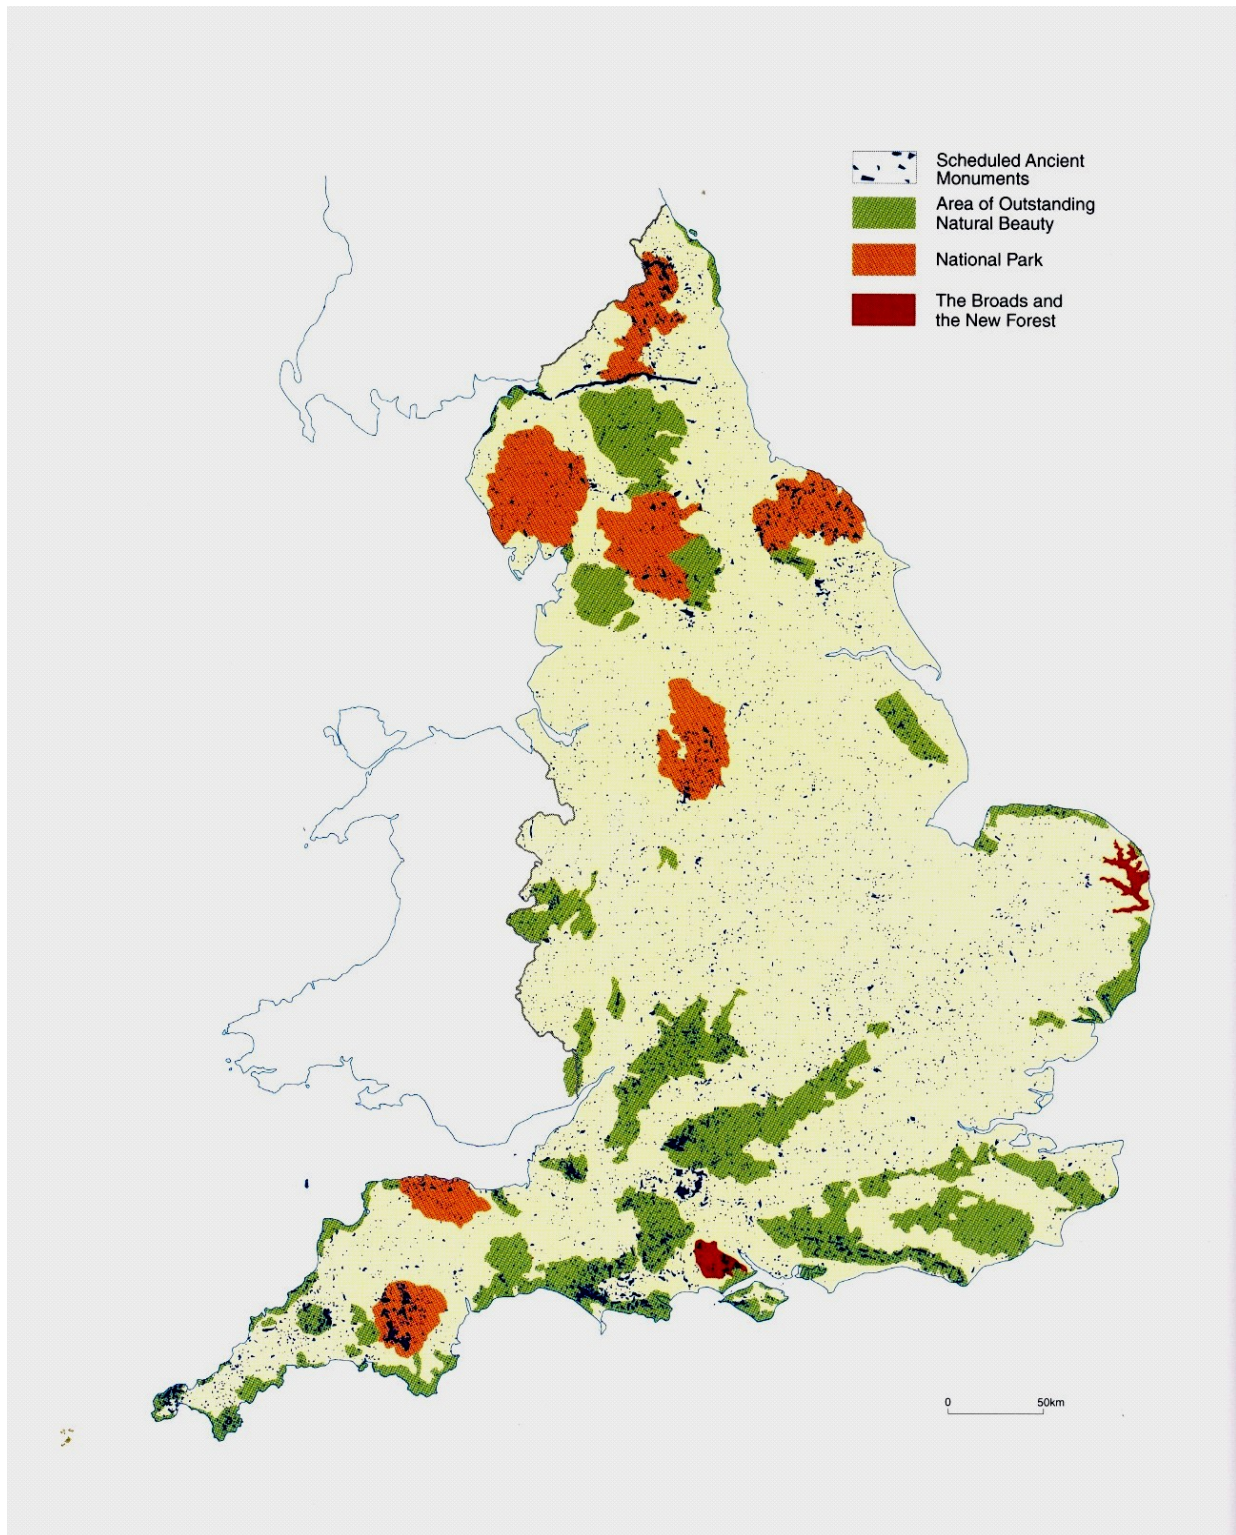 Scheduled Ancient
Monuments
Area of Outstanding
Natural Beauty
National Park
The Broads and
the New Forest
0 50km